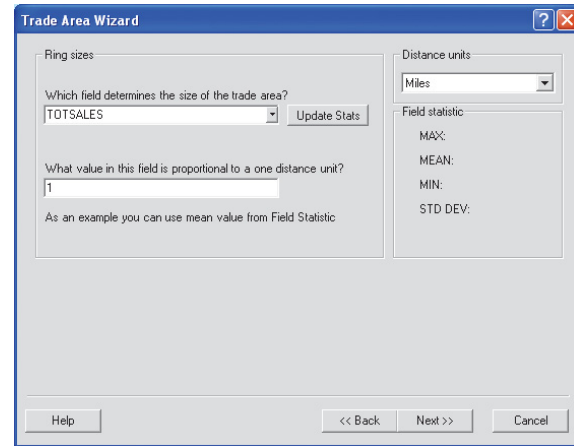 Trade Area Wizard
Ring sizes
Which field determines the size of the trade area?
TOTSALES
Update Stats
What value in this field is proportional to a one distance unit?
1
As an example you can use mean value from Field Statistic
Distance units
Miles
Field statistic
MAX:
MEAN:
MIN:
STD DEV:
Help
<< Back
Next >>
Cancel